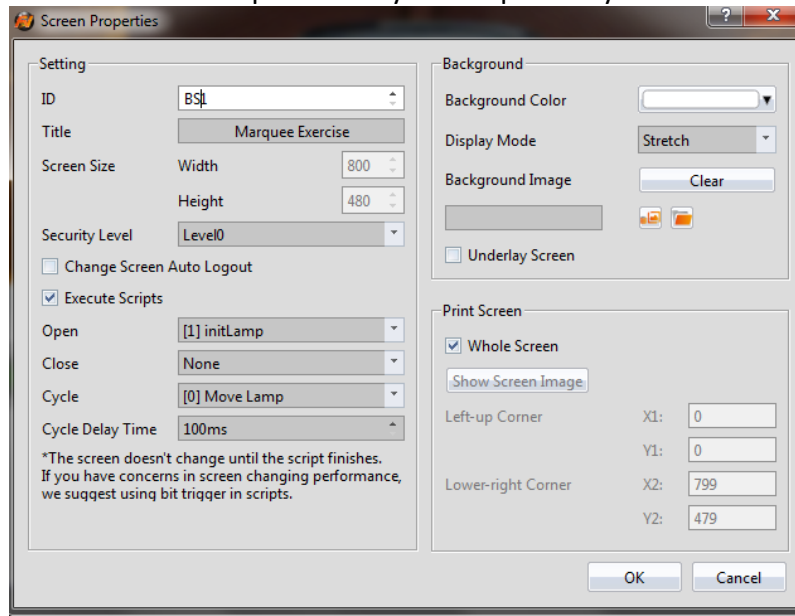 Screen Properties
?
x
Setting
ID
BS1
Title
Marquee Exercise
Screen Size
Width
800
Height
480
Security Level
Level0
Change Screen Auto Logout
Execute Scripts
Open
[1] initLamp
Close
None
Cycle
[0] Move Lamp
Cycle Delay Time
100ms
*The screen doesn't change until the script finishes.
If you have concerns in screen changing performance,
we suggest using bit trigger in scripts.
Background
Background Color
Display Mode
Stretch
Background Image
Clear
Underlay Screen
Print Screen
Whole Screen
Show Screen Image
Left-up Corner
X1:
0
Y1:
0
Lower-right Corner
X2:
799
Y2:
479
OK
Cancel